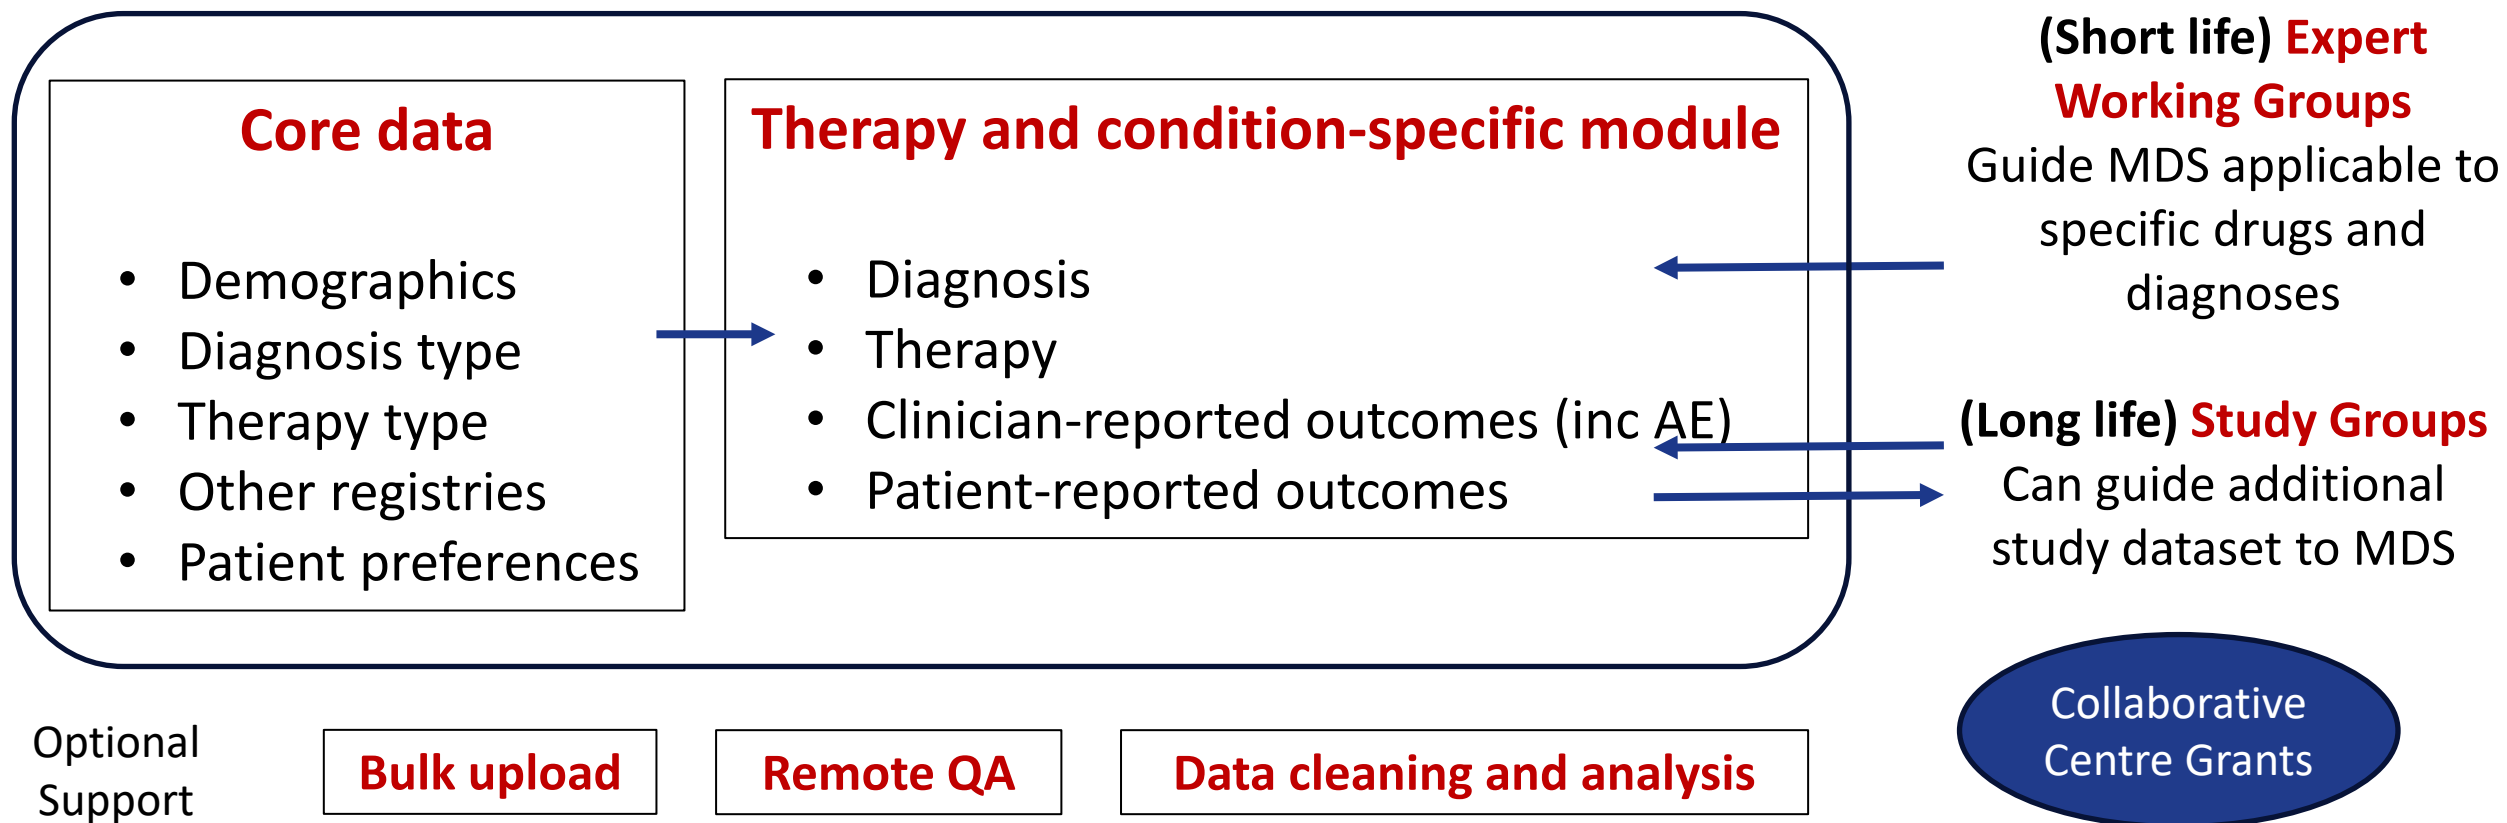 Core data
• Demographics
• Diagnosis type
• Therapy type
• Other registries
• Patient preferences
Therapy and condition-specific module
• Diagnosis
• Therapy
• Clinician-reported outcomes (inc AE)
• Patient-reported outcomes
(Short life) Expert
Working Groups
Guide MDS applicable to
specific drugs and
diagnoses
(Long life) Study Groups
Can guide additional
study dataset to MDS
Collaborative
Centre Grants
Optional
Support
Bulk upload
Remote QA
Data cleaning and analysis